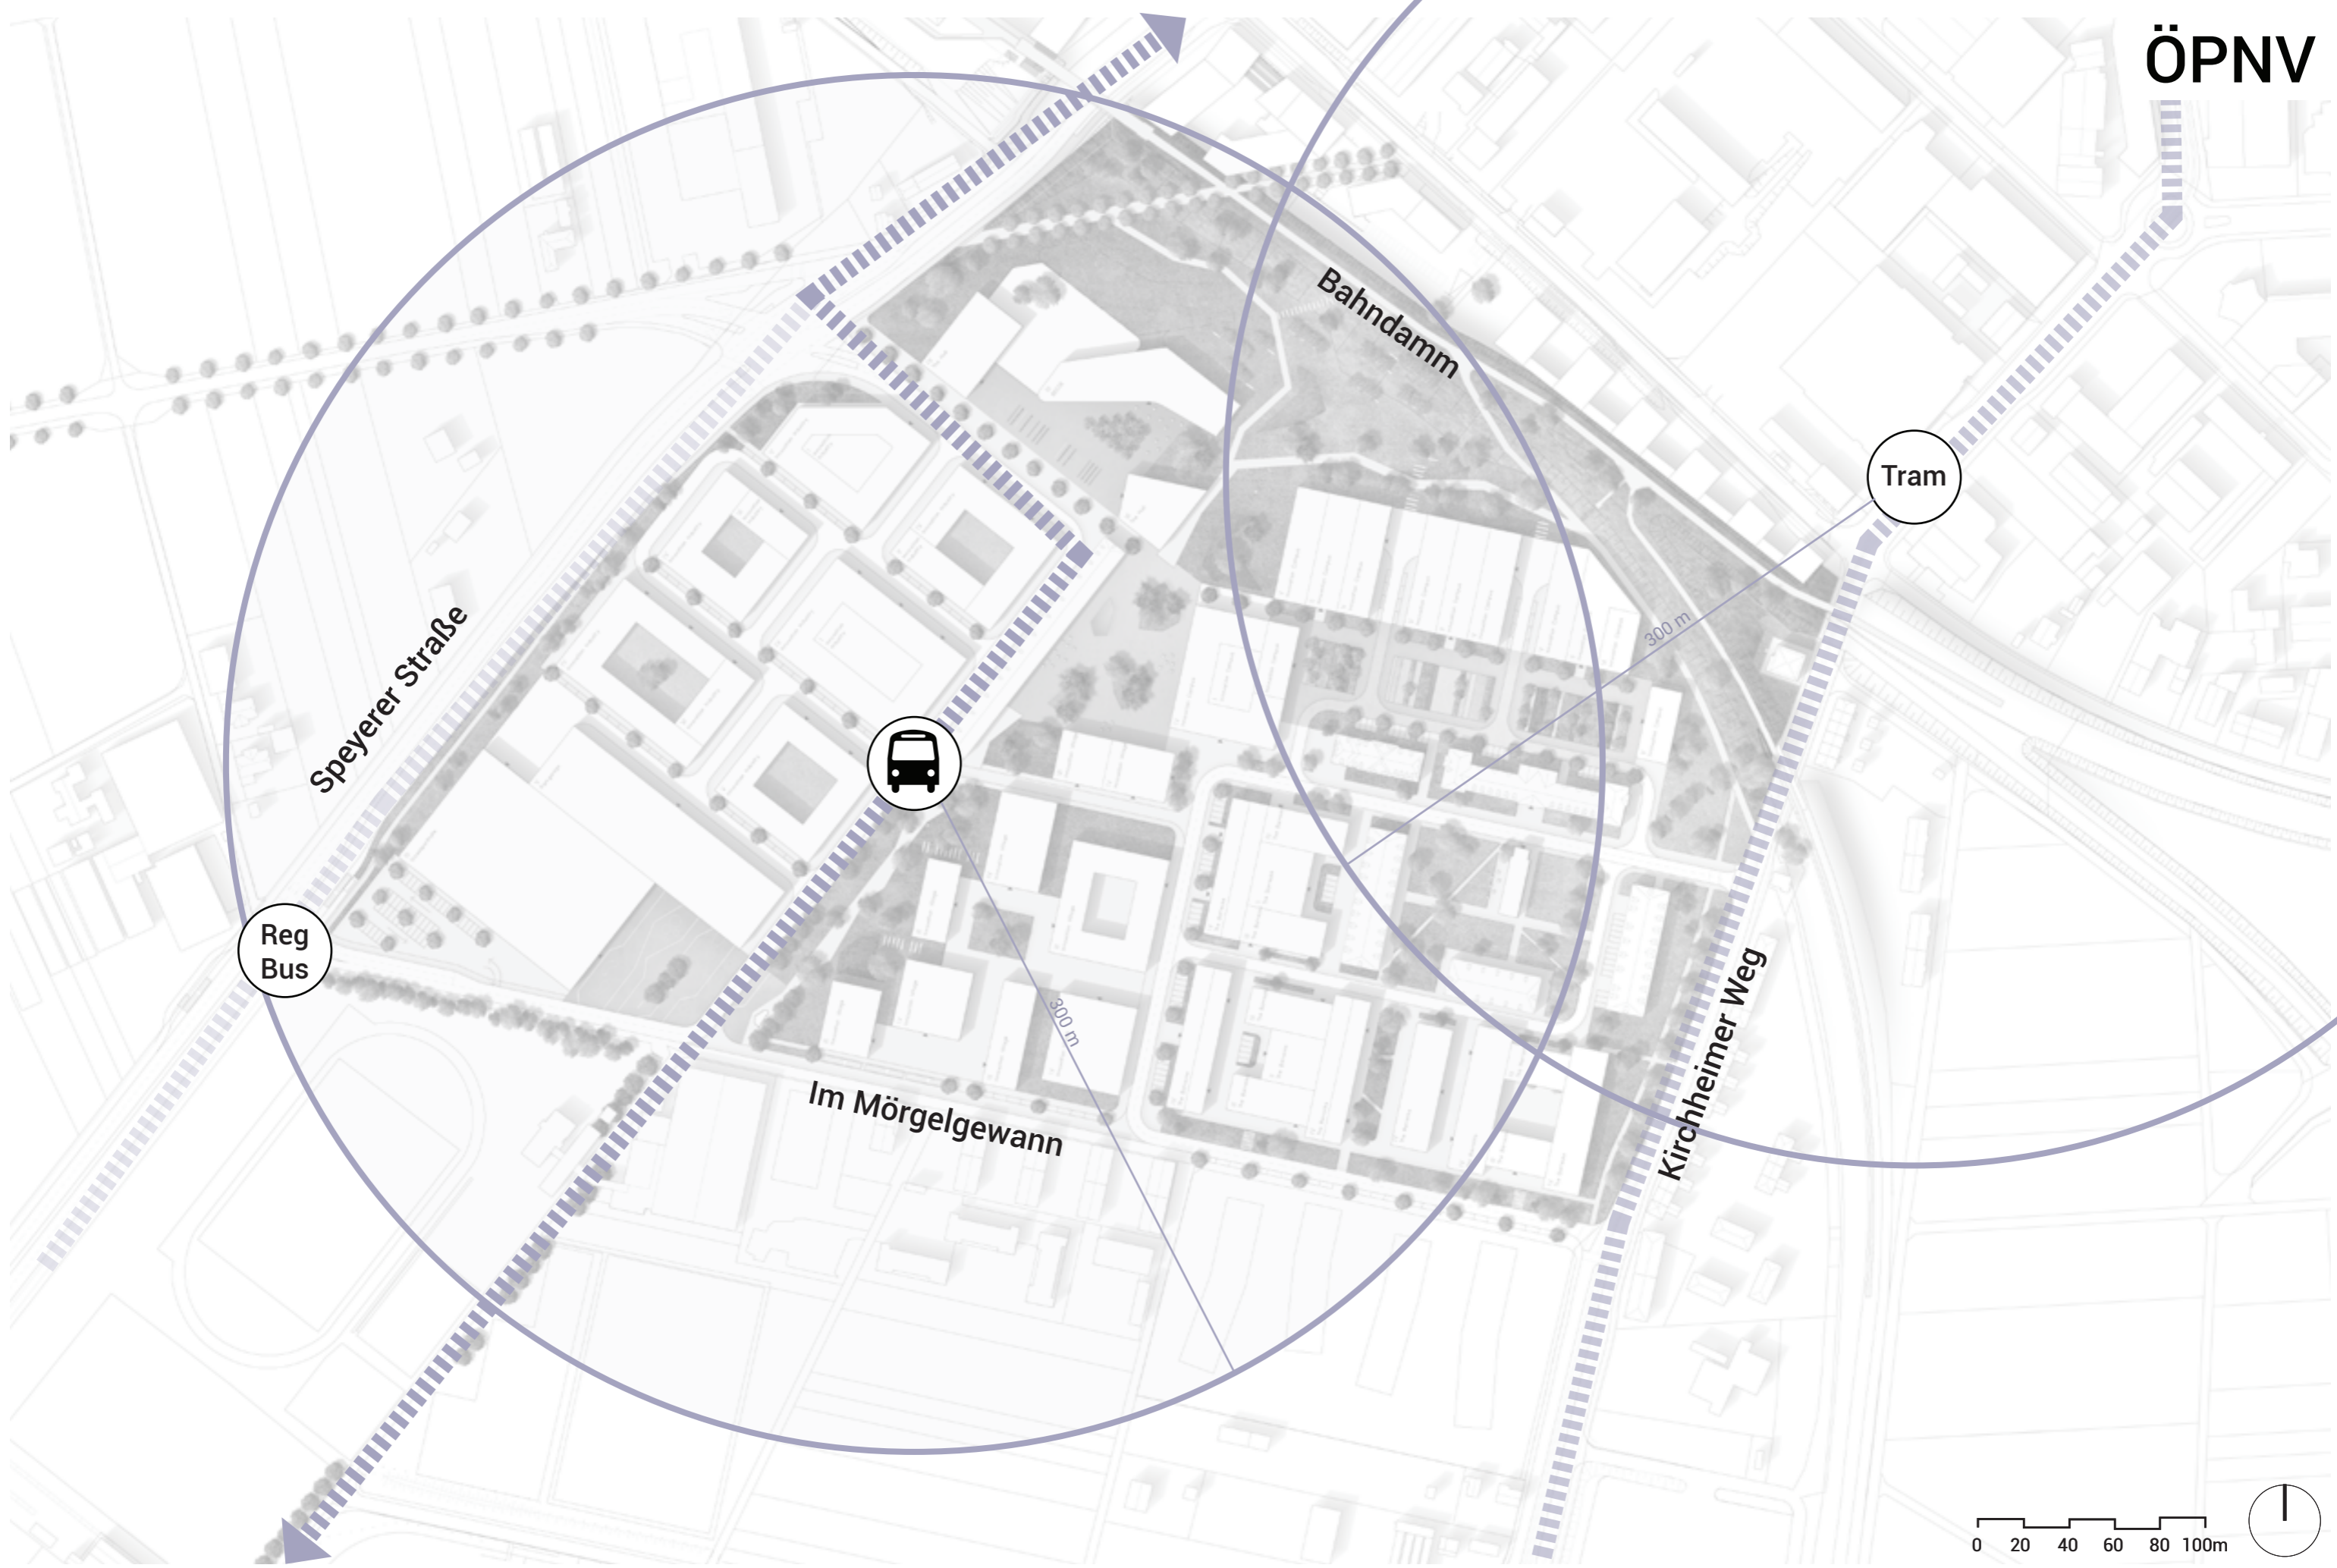 ÖPNV
Bahndamm
Tram
300 m
Speyerer Straße
Reg
Bus
300 m
Im Mörgelgewann
Kirchheimer Weg
0 20 40 60 80 100m